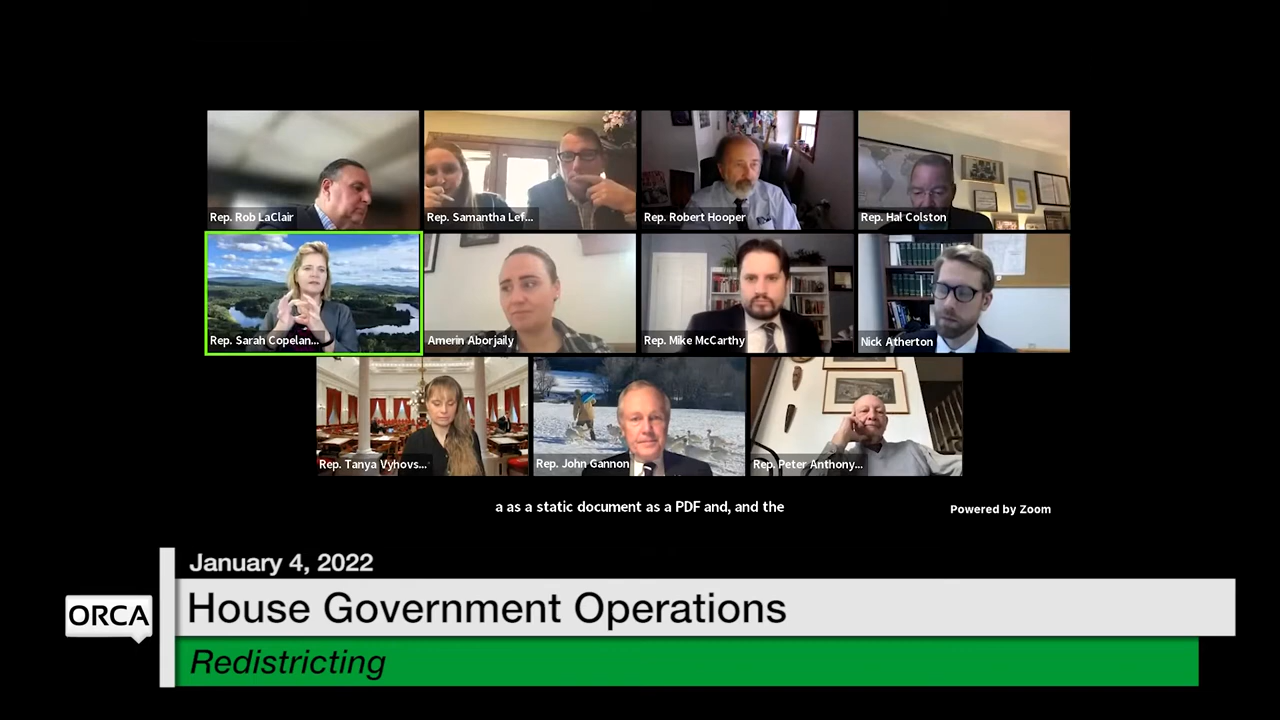 Rep. Rob LaClair
Rep. Samantha Lef...
Rep. Robert Hooper
Rep. Hal Colston
Rep. Sarah Copelan...
Amerin Aborjaily
Rep. Mike McCarthy
Nick Atherton
Rep. Tanya Vyhovs...
Rep. John Gannon
Rep. Peter Anthony...
a as a static document as a PDF and, and the
Powered by Zoom
January 4, 2022
ORCA
House Government Operations
Redistricting